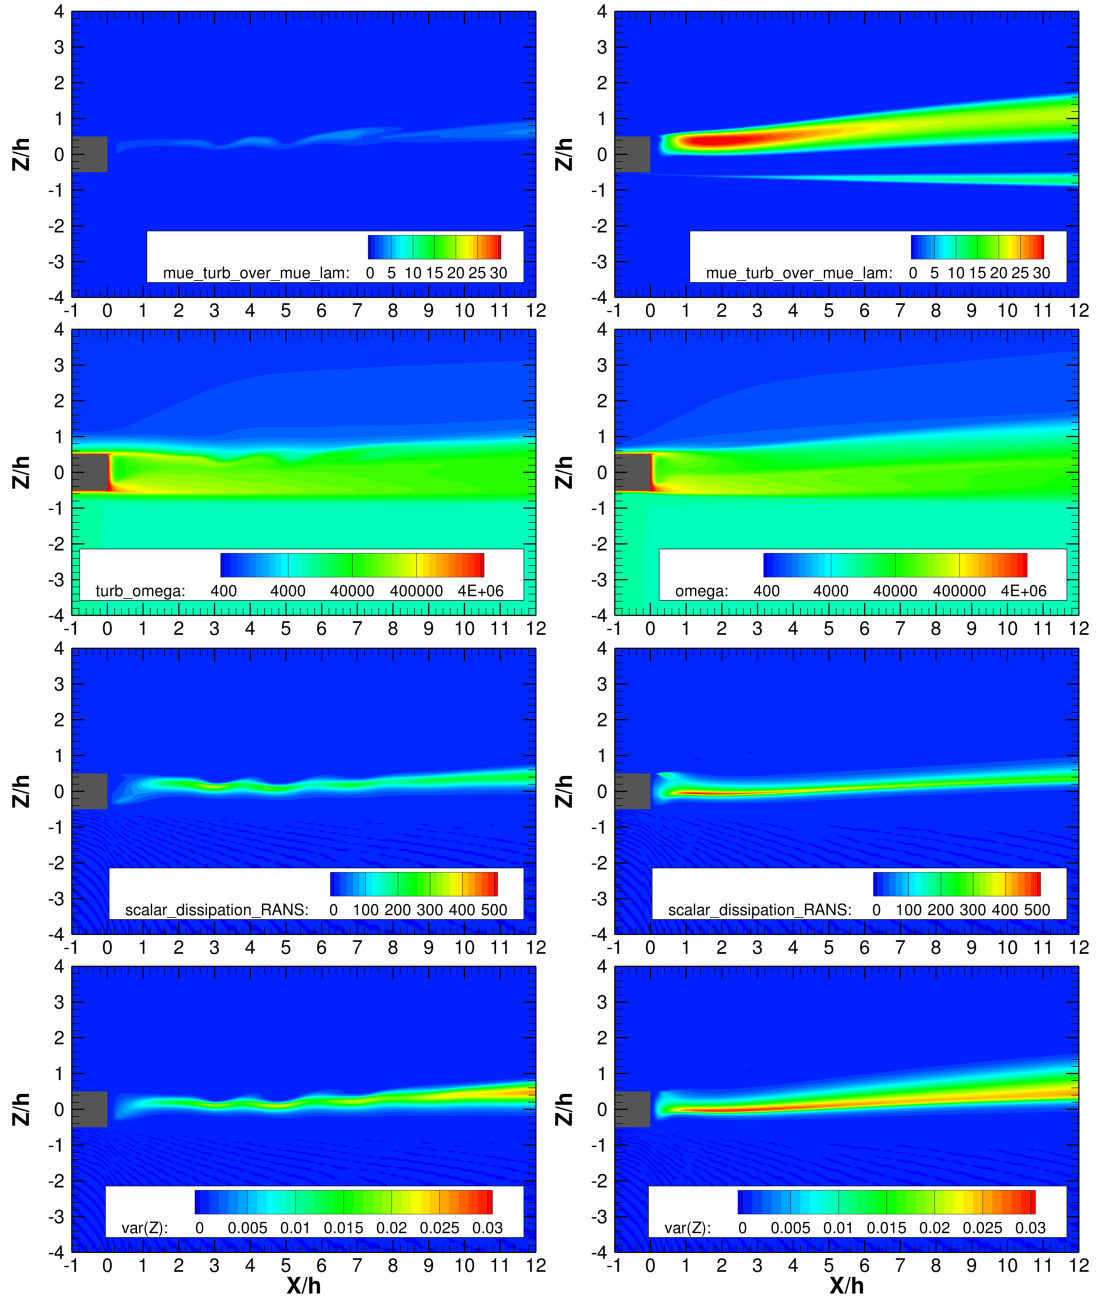 4 4
3 3
2 2
1 1
Z/h 0 Z/h 0
-1 -1
-2 -2
mue_turb_over_mue_lam: 0 5 10 15 20 25 30 mue_turb_over_mue_lam: 0 5 10 15 20 25 30
-3 -3
-4 -4
-1 0 1 2 3 4 5 6 7 8 9 10 11 12 -1 0 1 2 3 4 5 6 7 8 9 10 11 12
4 4
3 3
2 2
1 1
Z/h 0 Z/h 0
-1 -1
-2 -2
-3 -3
turb_omega: 400 4000 40000 400000 4E+06 omega: 400 4000 40000 400000 4E+06
-4 -4
-1 0 1 2 3 4 5 6 7 8 9 10 11 12 -1 0 1 2 3 4 5 6 7 8 9 10 11 12
4 4
3 3
2 2
1 1
Z/h 0 Z/h 0
-1 -1
-2 -2
-3 -3
scalar_dissipation_RANS: 0 100 200 300 400 500 scalar_dissipation_RANS: 0 100 200 300 400 500
-4 -4
-1 0 1 2 3 4 5 6 7 8 9 10 11 12 -1 0 1 2 3 4 5 6 7 8 9 10 11 12
4 4
3 3
2 2
1 1
Z/h 0 Z/h 0
-1 -1
-2 -2
-3 -3
var(Z): 0 0.005 0.01 0.015 0.02 0.025 0.03 var(Z): 0 0.005 0.01 0.015 0.02 0.025 0.03
-4 -4
-1 0 1 2 3 4 5 6 7 8 9 10 11 12 -1 0 1 2 3 4 5 6 7 8 9 10 11 12
X/h X/h